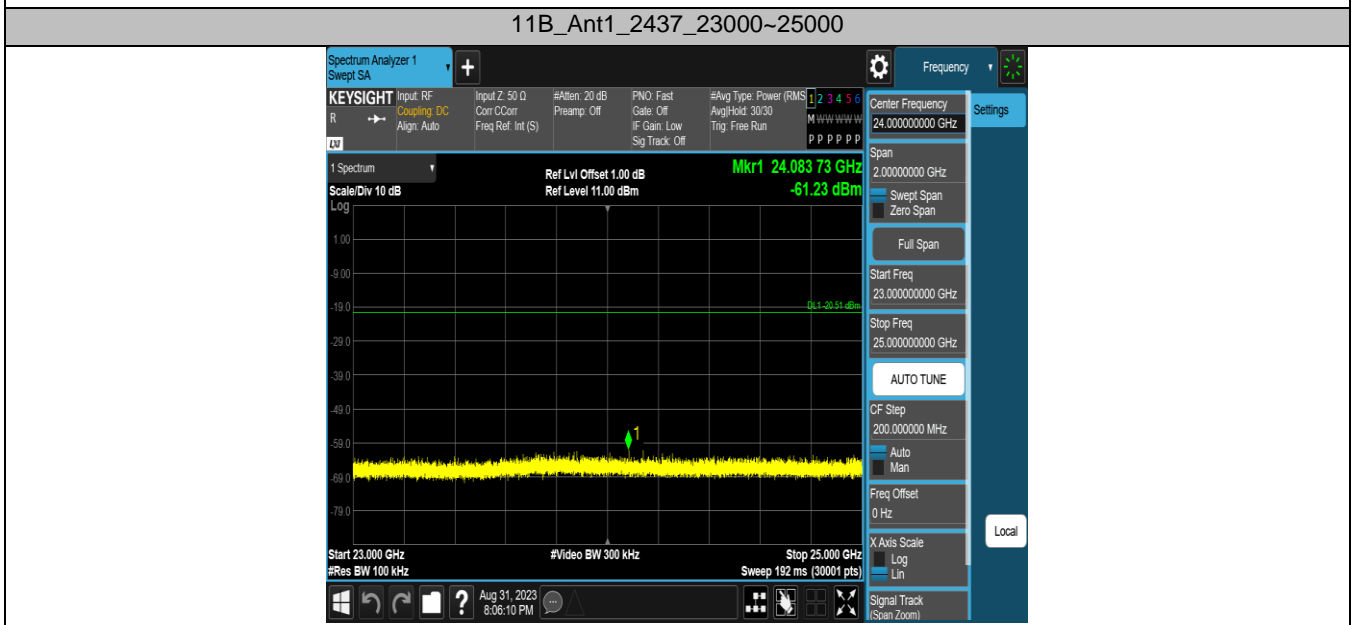 11B_Ant1_2437_23000~25000
Spectrum Analyzer 1
Swept SA
Frequency
KEYSIGHT
R
LXI
Input: RF
Coupling: DC
Align: Auto
Input Z: 50 Ω
Corr CCorr
Freq Ref: Int (S)
#Atten: 20 dB
Preamp: Off
PNO: Fast
Gate: Off
IF Gain: Low
Sig Track: Off
#Avg Type: Power (RMS
Avg|Hold: 30/30
Trig: Free Run
1 2 3 4 5 6
M W W W W W
P P P P P P
1 Spectrum
Scale/Div 10 dB
Log
Ref Lvl Offset 1.00 dB
Ref Level 11.00 dBm
Mkr1 24.083 73 GHz
-61.23 dBm
1.00
-9.00
-19.0
DL1 -20.51 dBm
-29.0
-39.0
-49.0
1
-59.0
-69.0
-79.0
Start 23.000 GHz
#Res BW 100 kHz
#Video BW 300 kHz
Stop 25.000 GHz
Sweep 192 ms (30001 pts)
?
Aug 31, 2023
8:06:10 PM
Center Frequency
24.000000000 GHz
Settings
Span
2.00000000 GHz
Swept Span
Zero Span
Full Span
Start Freq
23.000000000 GHz
Stop Freq
25.000000000 GHz
AUTO TUNE
CF Step
200.000000 MHz
Auto
Man
Freq Offset
0 Hz
Local
X Axis Scale
Log
Lin
Signal Track
(Span Zoom)